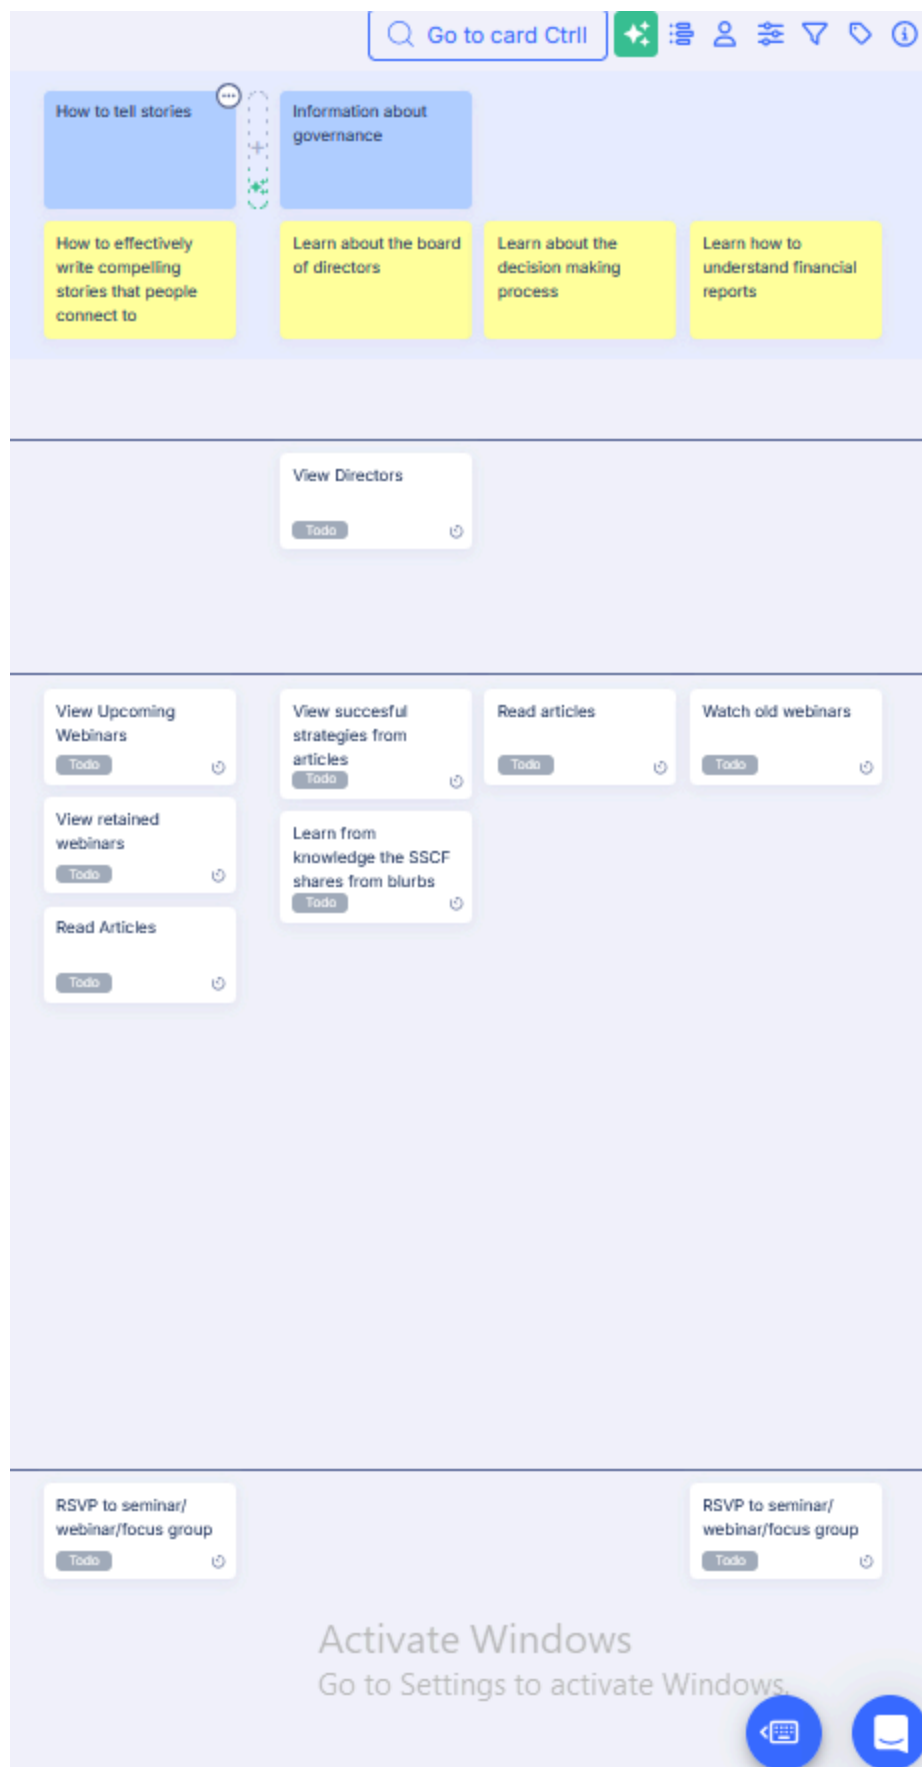 Go to card Ctrll
How to tell stories
Information about
governance
How to effectively
write compelling
stories that people
connect to
Learn about the board
of directors
Learn about the
decision making
process
Learn how to
understand financial
reports
View Directors
Todo
View Upcoming
Webinars
Todo
View succesful
strategies from
articles
Todo
Read articles
Todo
Watch old webinars
Todo
View retained
webinars
Todo
Learn from
knowledge the SSCF
shares from blurbs
Todo
Read Articles
Todo
RSVP to seminar/
webinar/focus group
Todo
RSVP to seminar/
webinar/focus group
Todo
Activate Windows
Go to Settings to activate Windows.